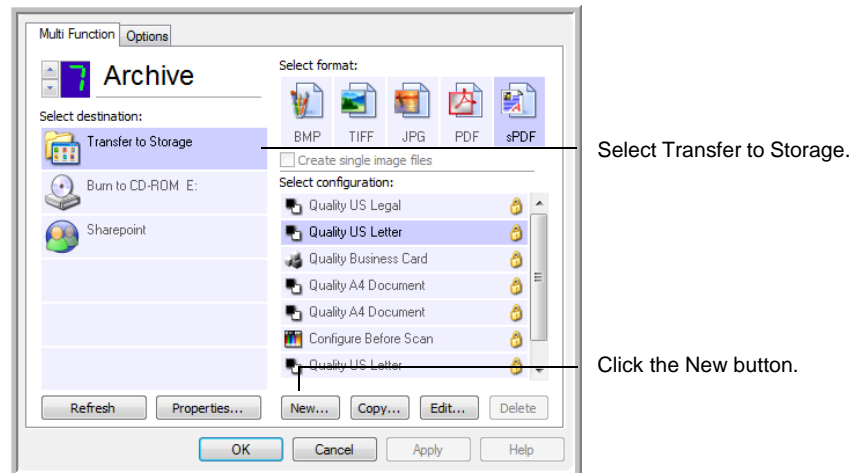 Multi Function
Options
7 Archive
Select destination:
Transfer to Storage
Burn to CD-ROM E:
Sharepoint
Select format:
BMP TIFF JPG PDF sPDF
Create single image files
Select configuration:
Quality US Legal
Quality US Letter
Quality Business Card
Quality A4 Document
Quality A4 Document
Configure Before Scan
Quality US Letter
Refresh Properties... New... Copy... Edit... Delete
OK Cancel Apply Help
Select Transfer to Storage.
Click the New button.